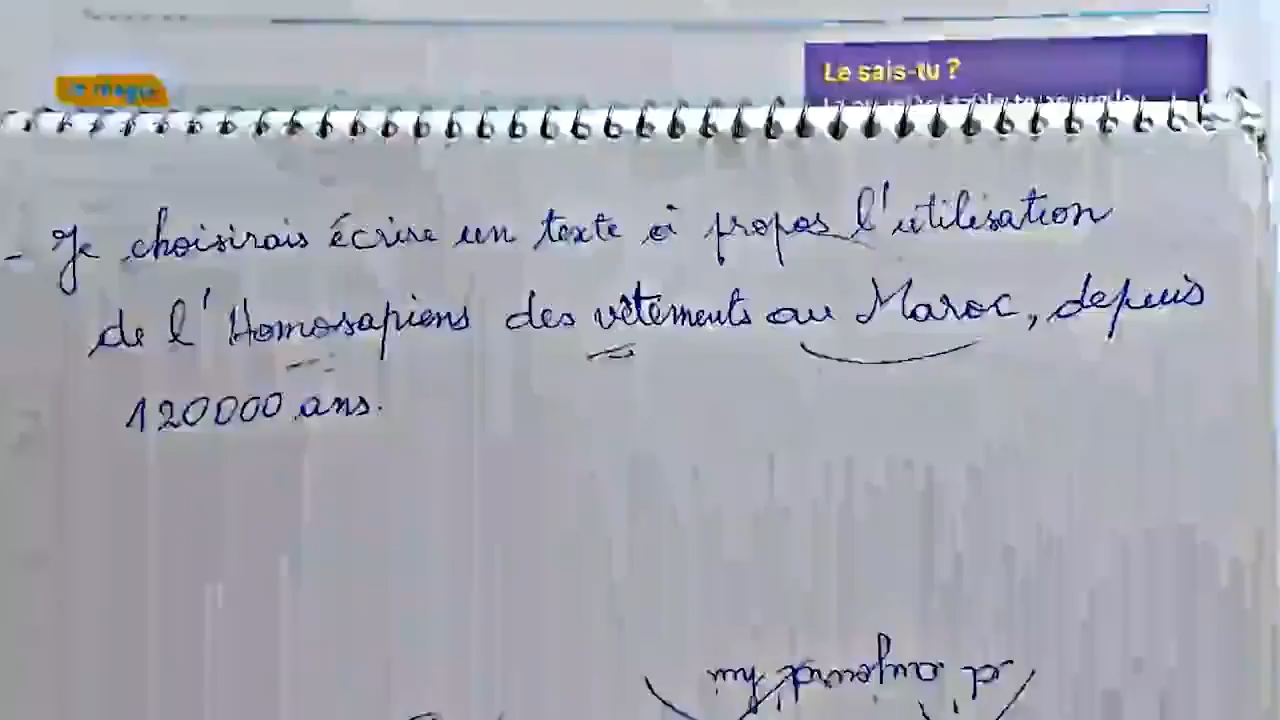 Le sais-tu ?
- Je choisirais écrire un texte à propos l'utilisation
de l'Homosapiens des vêtements au Maroc, depuis
120000 ans.